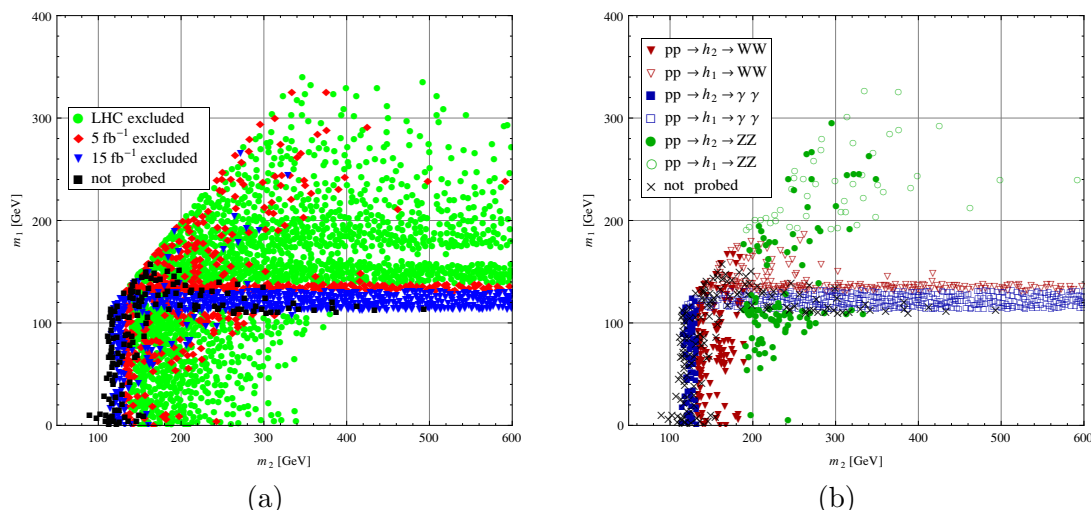 400
300
200
100
0
m₁ [GeV]
LHC excluded
5 fb⁻¹ excluded
15 fb⁻¹ excluded
not probed
100 200 300 400 500 600
m₂ [GeV]
(a)
400
300
200
100
0
m₁ [GeV]
pp → h₂ → WW
pp → h₁ → WW
pp → h₂ → γ γ
pp → h₁ → γ γ
pp → h₂ → ZZ
pp → h₁ → ZZ
not probed
100 200 300 400 500 600
m₂ [GeV]
(b)